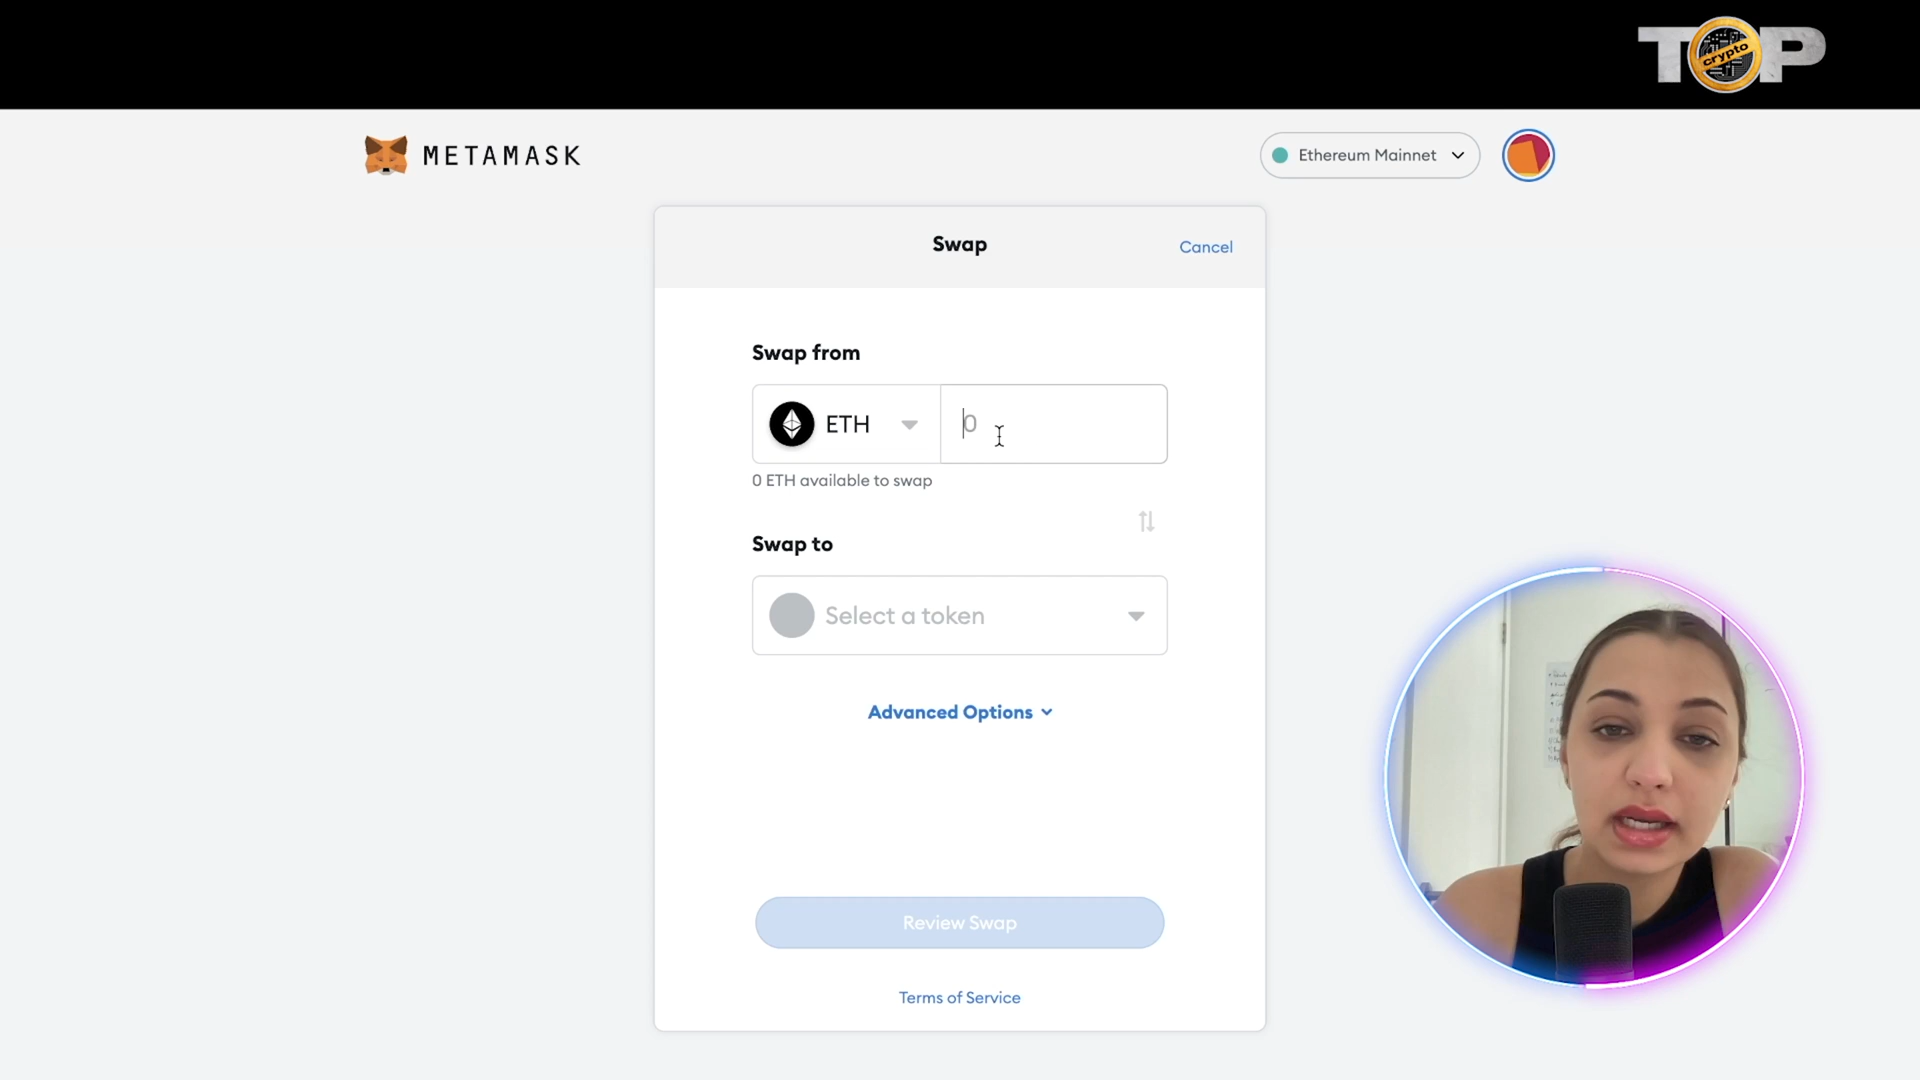 TOP
crypto
METAMASK
Ethereum Mainnet
Swap
Cancel
Swap from
ETH
0
0 ETH available to swap
Swap to
Select a token
Advanced Options
Review Swap
Terms of Service